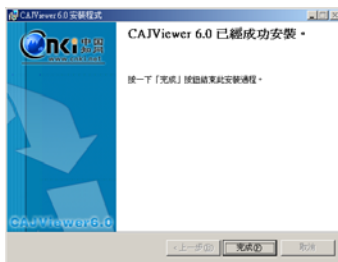 CAJViewer 6.0 安裝程式
cnki
CAJViewer 6.0 已經成功安裝。
按一下「完成」按鈕結束此安裝過程。
CAJViewer6.0
<上一步(B)
完成(F)
取消